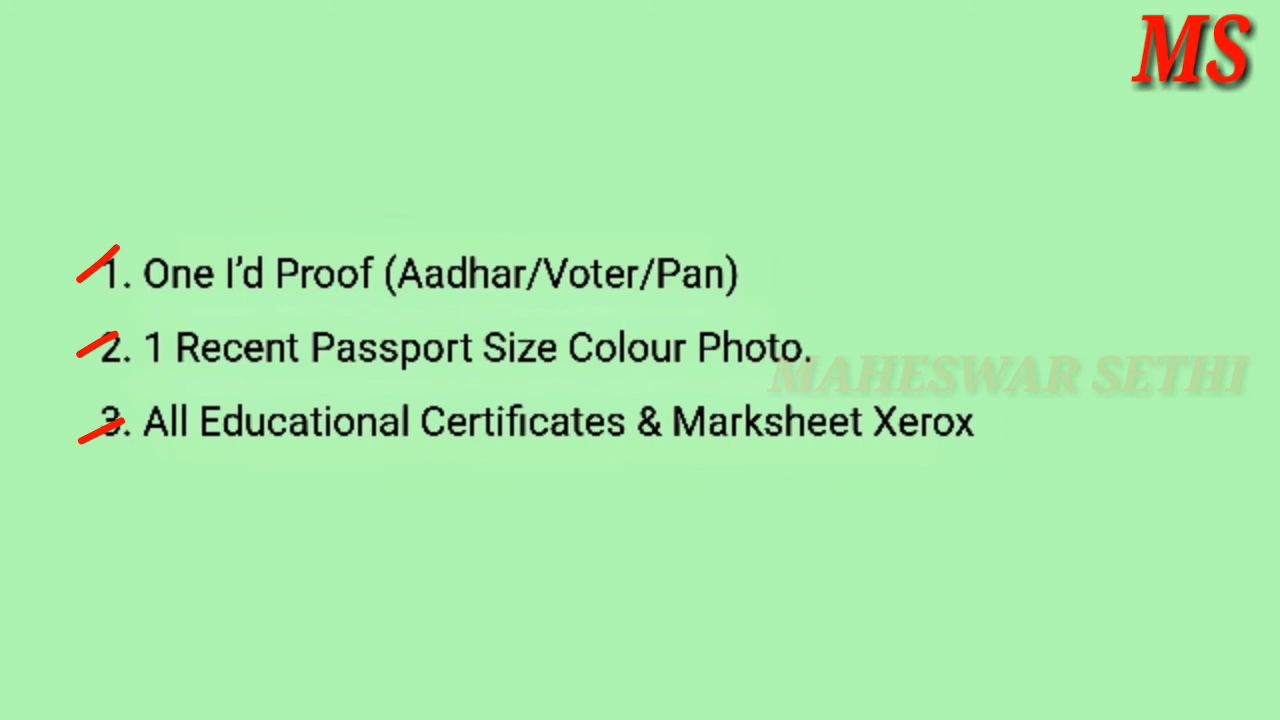 MS
1. One I'd Proof (Aadhar/Voter/Pan)
2. 1 Recent Passport Size Colour Photo.
MAHESWAR SETHI
3. All Educational Certificates & Marksheet Xerox